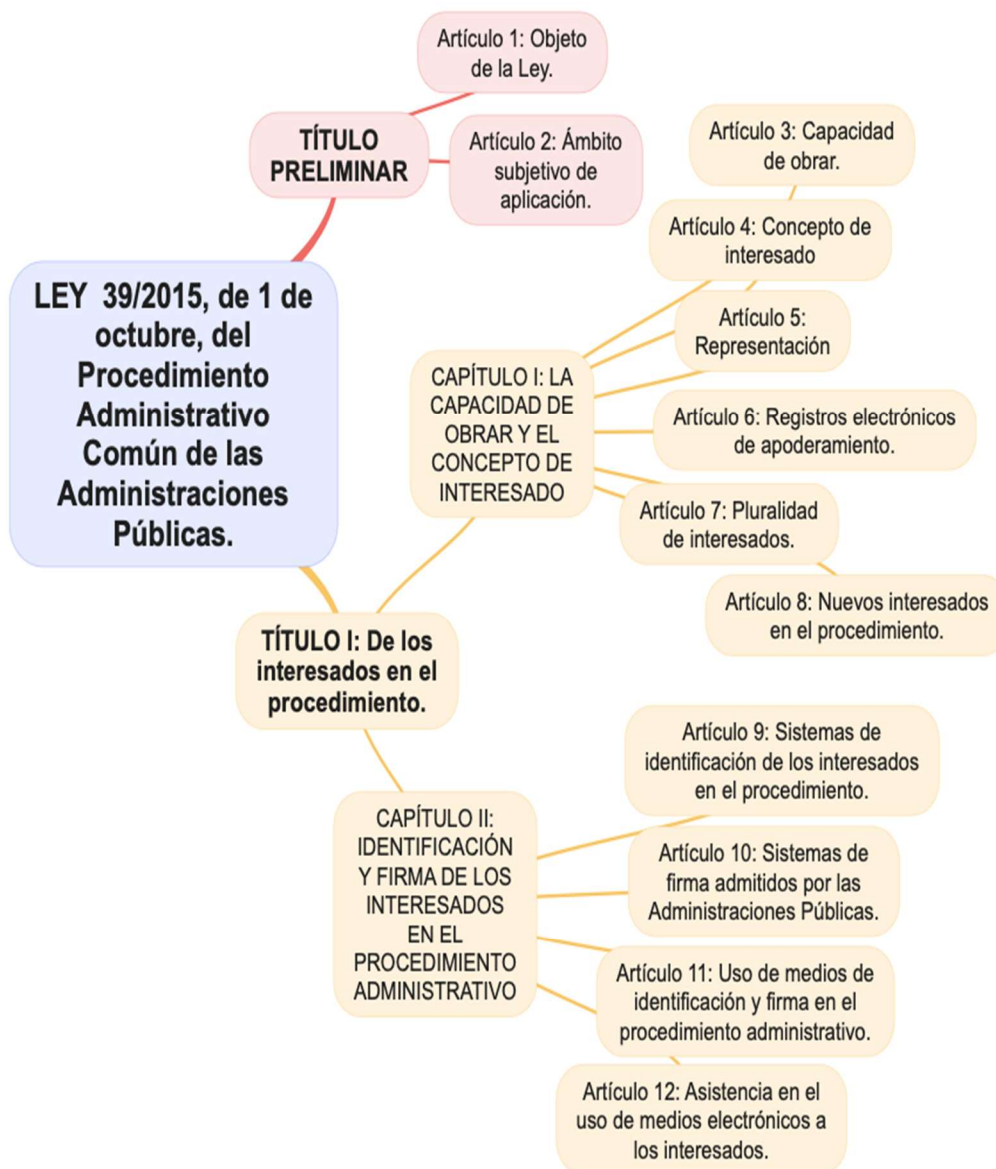 Artículo 1: Objeto
de la Ley.
TÍTULO
PRELIMINAR
Artículo 2: Ámbito
subjetivo de
aplicación.
LEY  39/2015, de 1 de
octubre, del
Procedimiento
Administrativo
Común de las
Administraciones
Públicas.
Artículo 3: Capacidad
de obrar.
Artículo 4: Concepto de
interesado
Artículo 5:
Representación
CAPÍTULO I: LA
CAPACIDAD DE
OBRAR Y EL
CONCEPTO DE
INTERESADO
Artículo 6: Registros electrónicos
de apoderamiento.
Artículo 7: Pluralidad
de interesados.
Artículo 8: Nuevos interesados
en el procedimiento.
TÍTULO I: De los
interesados en el
procedimiento.
Artículo 9: Sistemas de
identificación de los interesados
en el procedimiento.
CAPÍTULO II:
IDENTIFICACIÓN
Y FIRMA DE LOS
INTERESADOS
EN EL
PROCEDIMIENTO
ADMINISTRATIVO
Artículo 10: Sistemas de
firma admitidos por las
Administraciones Públicas.
Artículo 11: Uso de medios de
identificación y firma en el
procedimiento administrativo.
Artículo 12: Asistencia en el
uso de medios electrónicos a
los interesados.